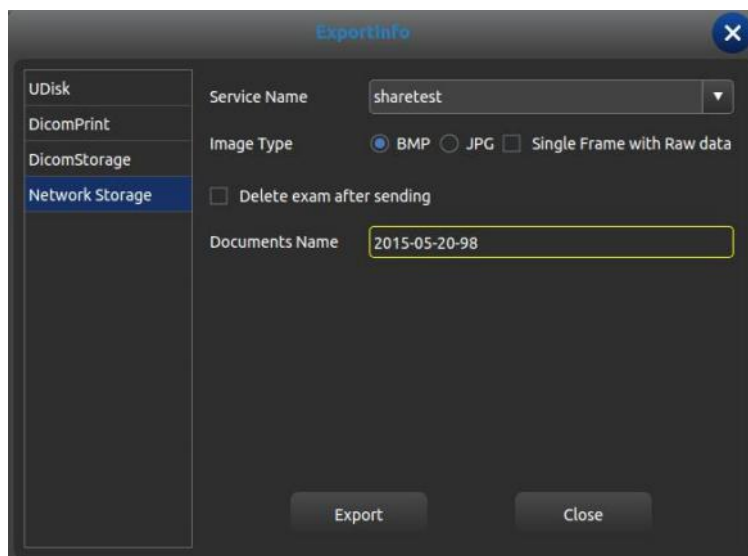 ExportInfo
UDisk
DicomPrint
DicomStorage
Network Storage
Service Name sharetest
Image Type BMP JPG Single Frame with Raw data
Delete exam after sending
Documents Name 2015-05-20-98
Export Close